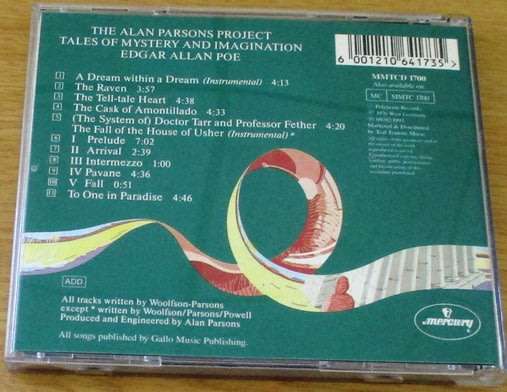 THE ALAN PARSONS PROJECT
TALES OF MYSTERY AND IMAGINATION
EDGAR ALLAN POE
1 A Dream within a Dream (Instrumental) 4:13
2 The Raven 3:57
3 The Tell-tale Heart 4:38
4 The Cask of Amontillado 4:33
5 (The System of) Doctor Tarr and Professor Fether 4:20
The Fall of the House of Usher (Instrumental) *
6 I Prelude 7:02
7 II Arrival 2:39
8 III Intermezzo 1:00
9 IV Pavane 4:36
10 V Fall 0:51
11 To One in Paradise 4:46
6 001210 641735 >
MMTCD 1700
Also available on:
MC MMTC 1700
ADD
All tracks written by Woolfson-Parsons
except * written by Woolfson/Parsons/Powell
Produced and Engineered by Alan Parsons
All songs published by Gallo Music Publishing.
mercury